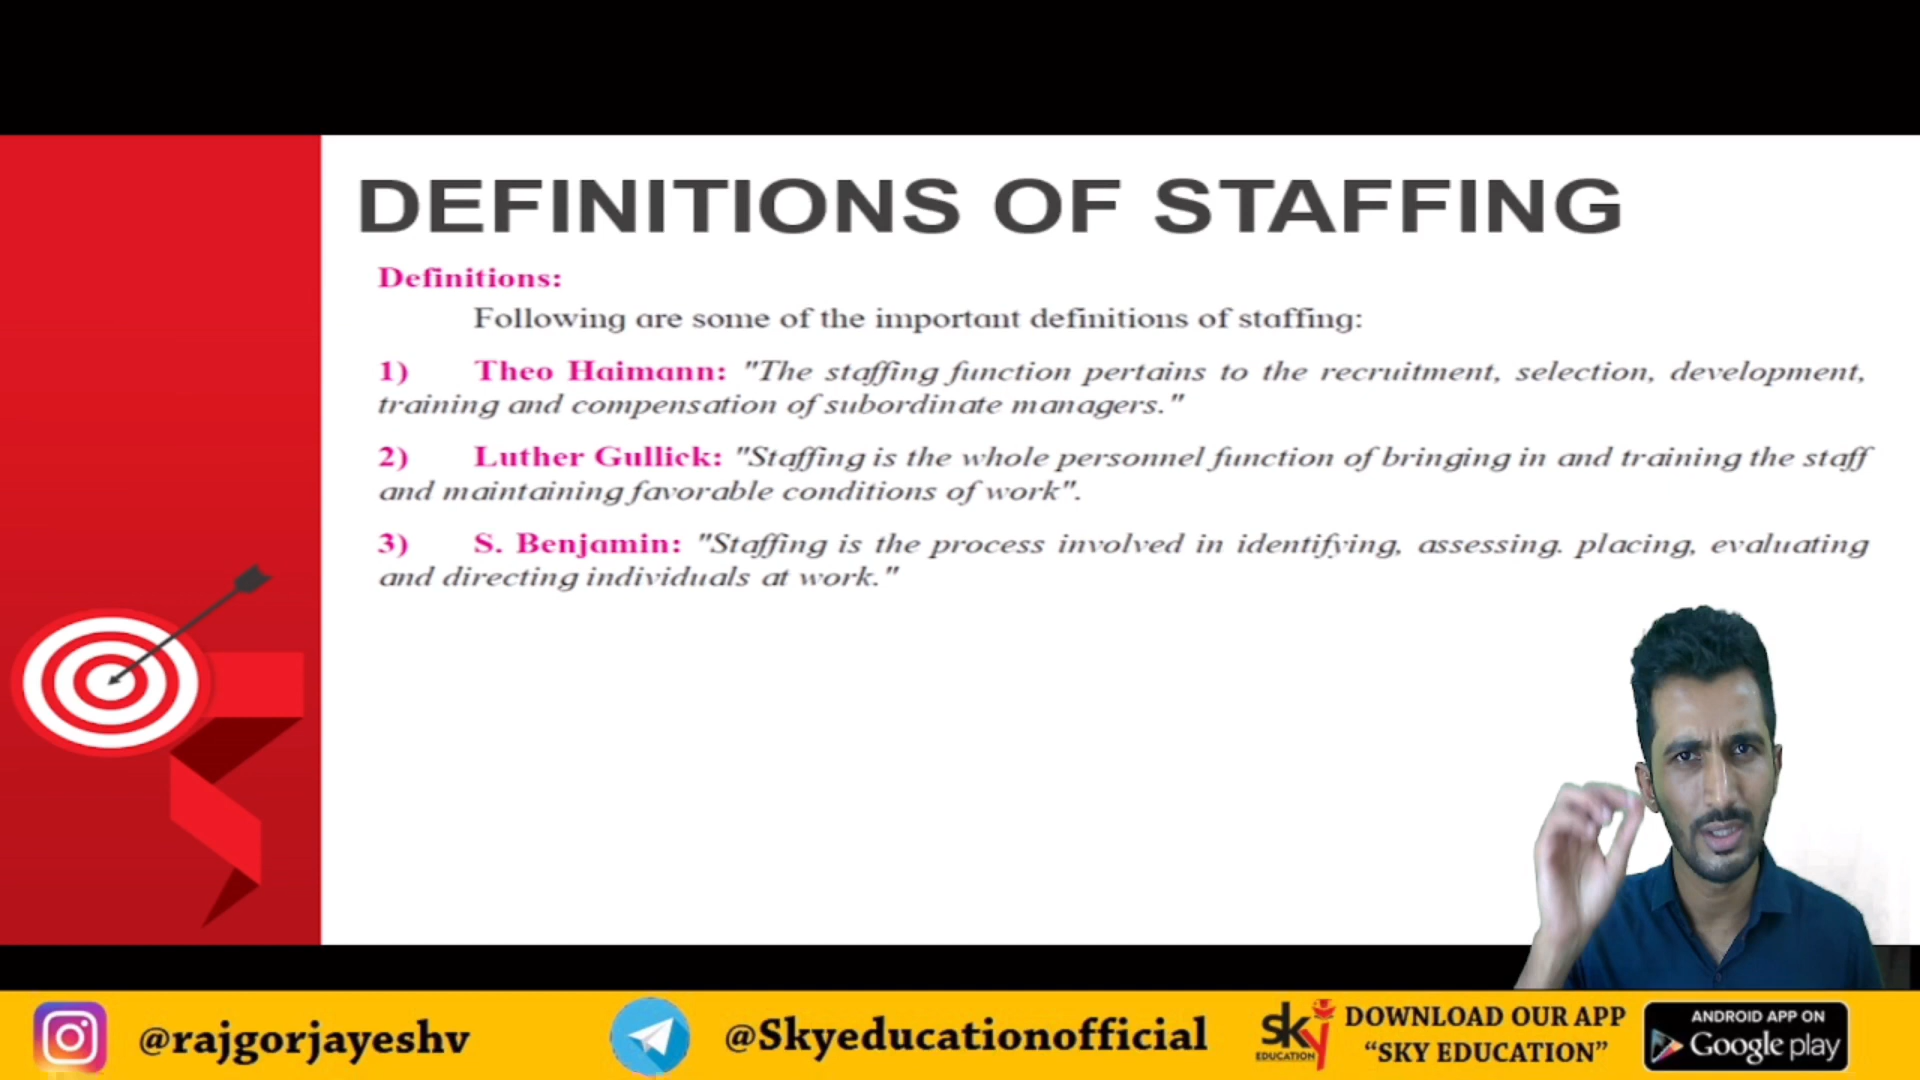 DEFINITIONS OF STAFFING
Definitions:
Following are some of the important definitions of staffing:
1) Theo Haimann: "The staffing function pertains to the recruitment, selection, development,
training and compensation of subordinate managers."
2) Luther Gullick: "Staffing is the whole personnel function of bringing in and training the staff
and maintaining favorable conditions of work".
3) S. Benjamin: "Staffing is the process involved in identifying, assessing. placing, evaluating
and directing individuals at work."
@rajgorjayeshv
@Skyeducationofficial
sky
EDUCATION
DOWNLOAD OUR APP
“SKY EDUCATION”
ANDROID APP ON
Google play